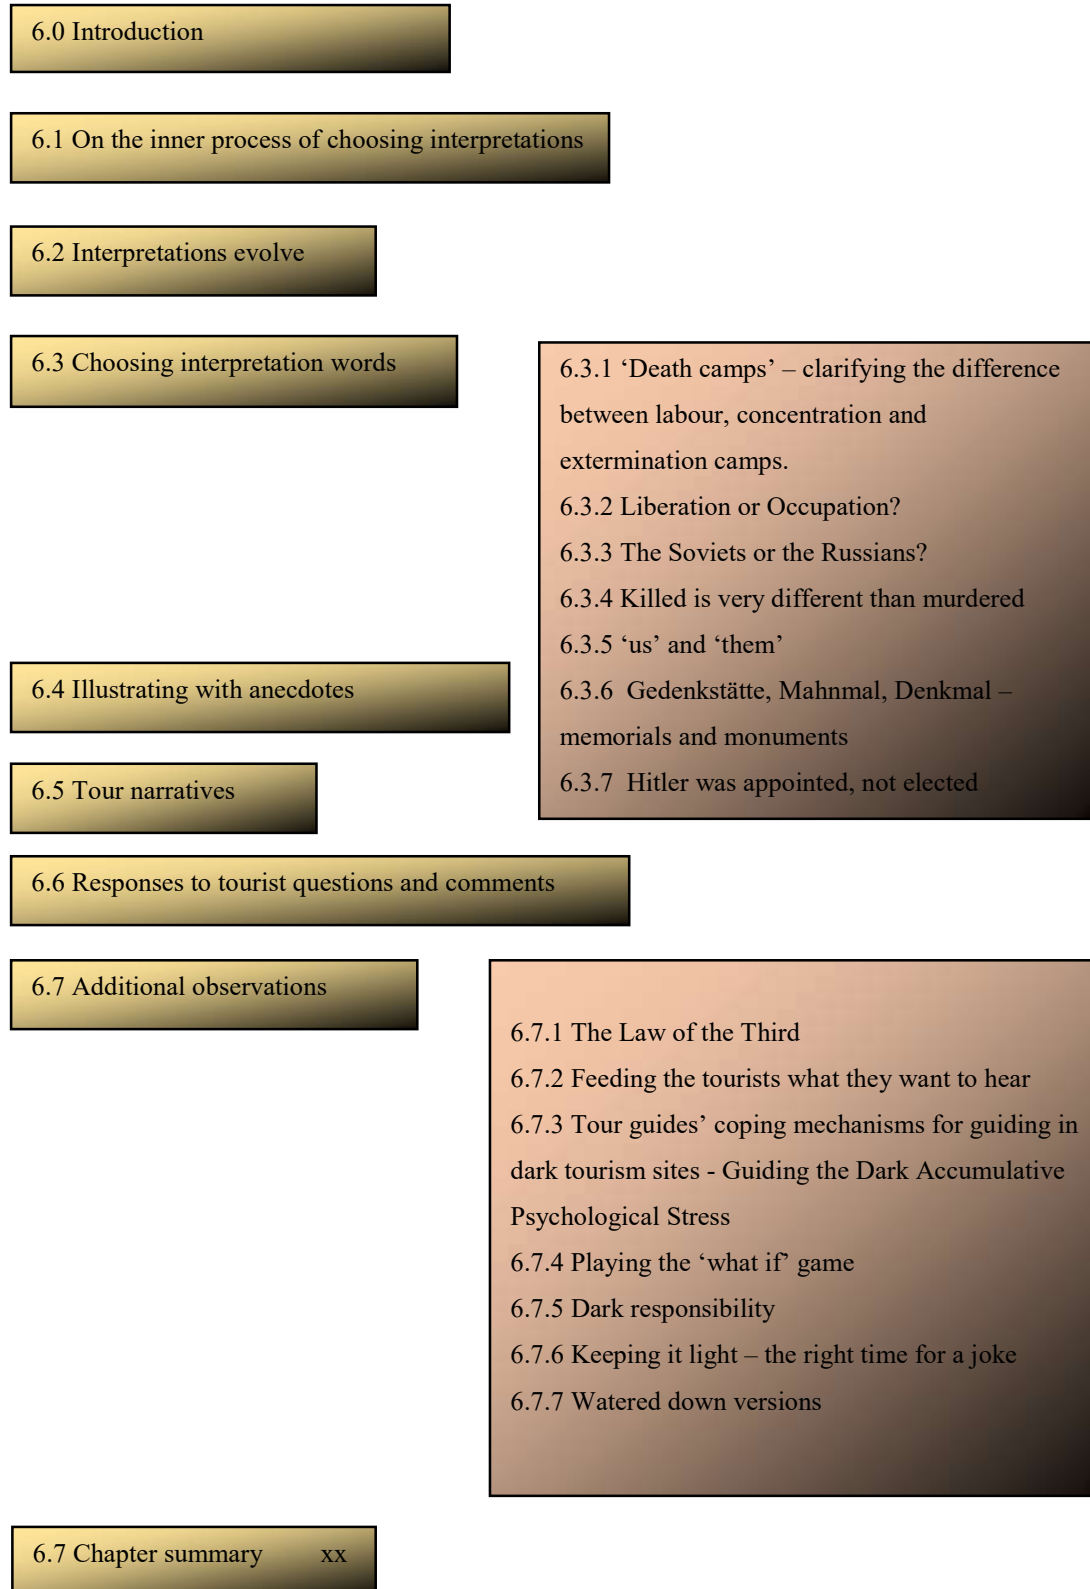 6.0 Introduction
6.1 On the inner process of choosing interpretations
6.2 Interpretations evolve
6.3 Choosing interpretation words
6.3.1 ‘Death camps’ – clarifying the difference
between labour, concentration and
extermination camps.
6.3.2 Liberation or Occupation?
6.3.3 The Soviets or the Russians?
6.3.4 Killed is very different than murdered
6.3.5 ‘us’ and ‘them’
6.3.6 Gedenkstätte, Mahnmal, Denkmal –
memorials and monuments
6.3.7 Hitler was appointed, not elected
6.4 Illustrating with anecdotes
6.5 Tour narratives
6.6 Responses to tourist questions and comments
6.7 Additional observations
6.7.1 The Law of the Third
6.7.2 Feeding the tourists what they want to hear
6.7.3 Tour guides’ coping mechanisms for guiding in
dark tourism sites - Guiding the Dark Accumulative
Psychological Stress
6.7.4 Playing the ‘what if’ game
6.7.5 Dark responsibility
6.7.6 Keeping it light – the right time for a joke
6.7.7 Watered down versions
6.7 Chapter summary xx